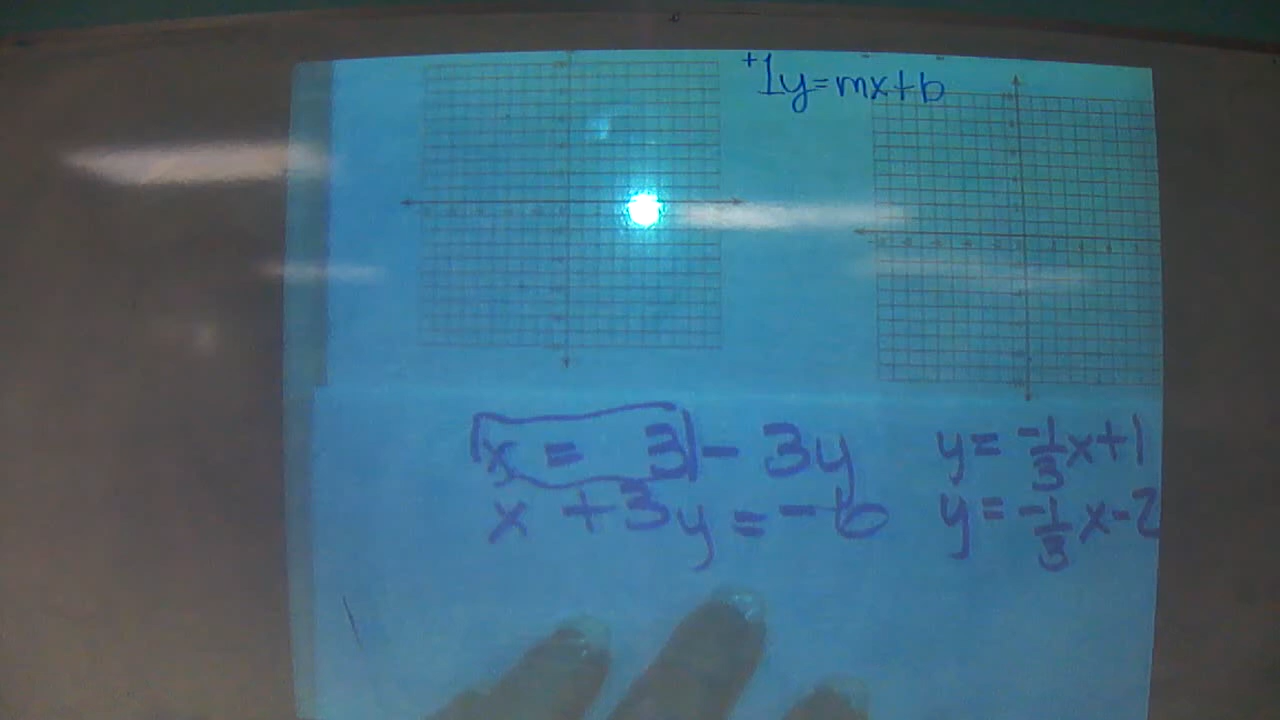 +1y=mx+b
x = 3 - 3y
y = -1/3x+1
x +3y = -6
y = -1/3x-2